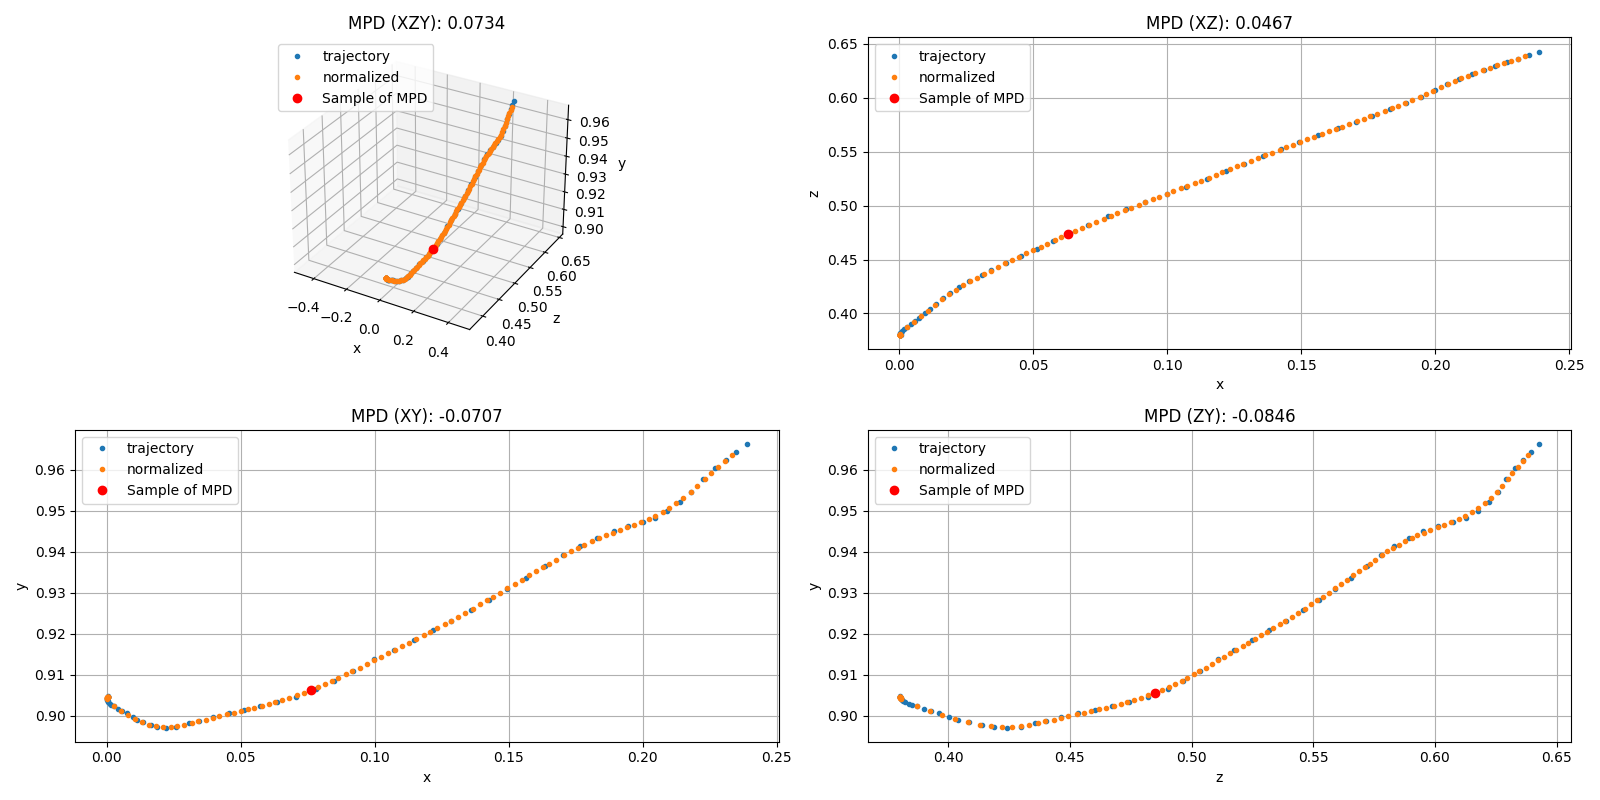 MPD (XZY): 0.0734
trajectory
normalized
Sample of MPD
0.96
0.95
0.94
0.93
0.92
0.91
0.90
y
0.65
0.60
0.55
0.50
0.45
0.40
z
−0.4
−0.2
0.0
0.2
0.4
x
MPD (XZ): 0.0467
trajectory
normalized
Sample of MPD
0.65
0.60
0.55
0.50
0.45
0.40
z
0.00 0.05 0.10 0.15 0.20 0.25
x
MPD (XY): -0.0707
trajectory
normalized
Sample of MPD
0.96
0.95
0.94
0.93
0.92
0.91
0.90
y
0.00 0.05 0.10 0.15 0.20 0.25
x
MPD (ZY): -0.0846
trajectory
normalized
Sample of MPD
0.96
0.95
0.94
0.93
0.92
0.91
0.90
y
0.40 0.45 0.50 0.55 0.60 0.65
z